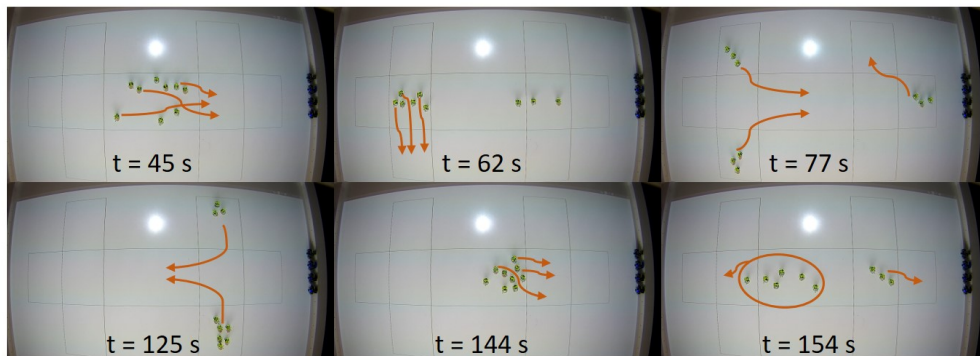 t = 45 s
t = 62 s
t = 77 s
t = 125 s
t = 144 s
t = 154 s